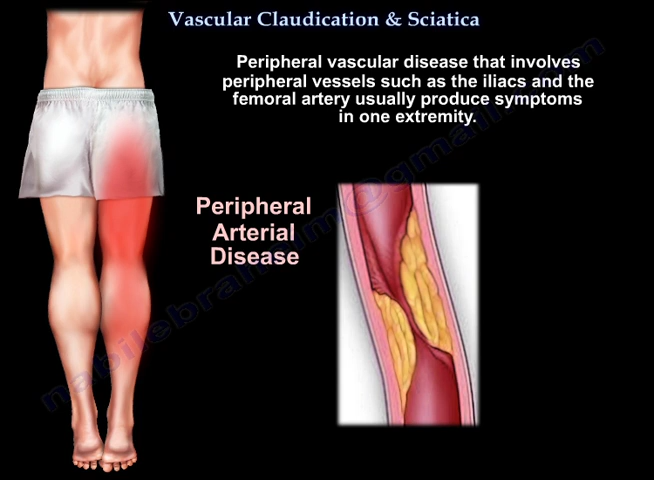 Vascular Claudication & Sciatica
Peripheral vascular disease that involves
peripheral vessels such as the iliacs and the
femoral artery usually produce symptoms
in one extremity.
Peripheral
Arterial
Disease